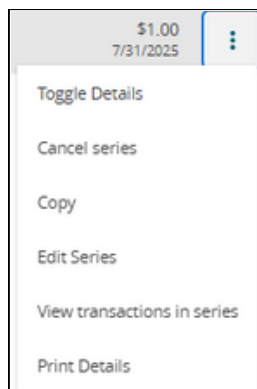 $1.00
7/31/2025
Toggle Details
Cancel series
Copy
Edit Series
View transactions in series
Print Details